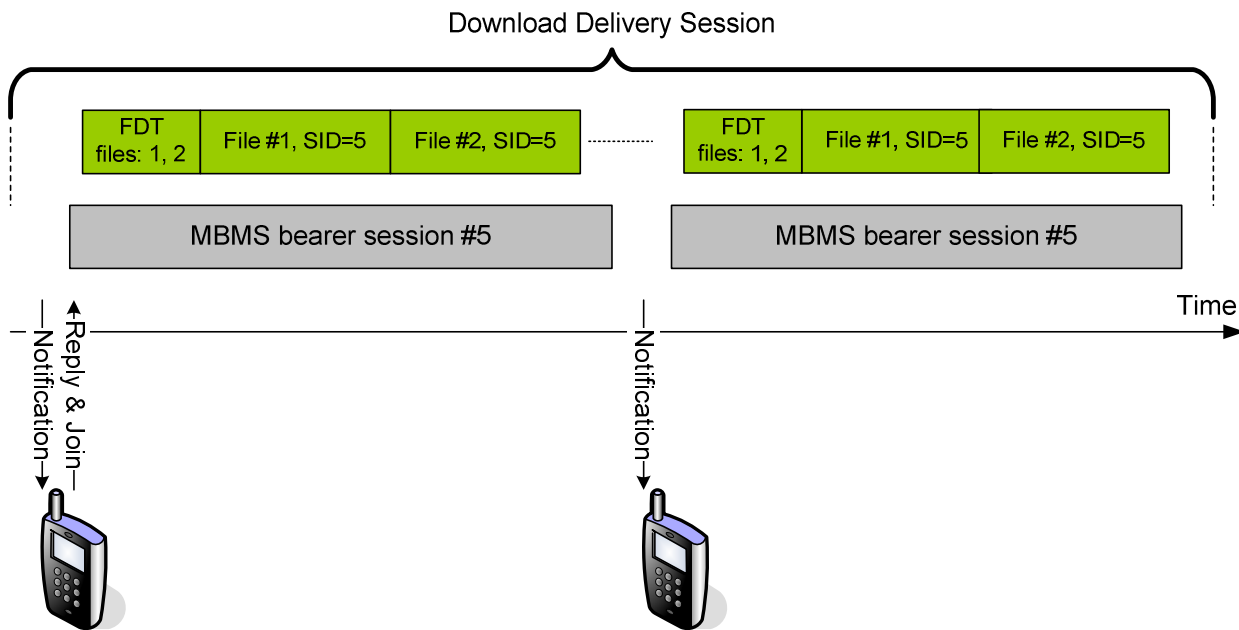 Download Delivery Session
FDT
files: 1, 2
File #1, SID=5
File #2, SID=5
FDT
files: 1, 2
File #1, SID=5
File #2, SID=5
MBMS bearer session #5
MBMS bearer session #5
Time
Notification
Reply & Join
Notification